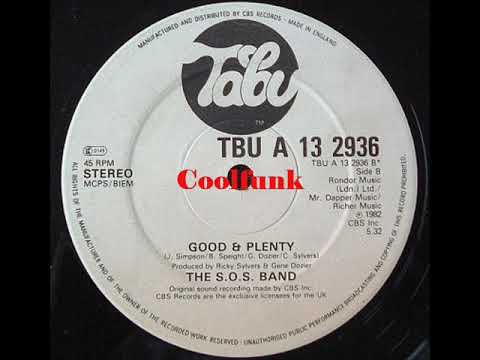 MANUFACTURED AND DISTRIBUTED BY CBS RECORDS — MADE IN ENGLAND
Tabu
TM
TBU A 13 2936
TBU A 13 2936 B*
45 RPM
STEREO
MCPS/BIEM
Side B
Rondor Music
(Ldn.) Ltd./
Mr. Dapper Music/
Richer Music
℗ 1982
CBS Inc.
5.32
Coolfunk
GOOD & PLENTY
(J. Simpson/B. Speight/G. Dozier/C. Sylvers)
Produced by Ricky Sylvers & Gene Dozier
THE S.O.S. BAND
Original sound recording made by CBS Inc.
CBS Records are the exclusive licensees for the UK
ALL RIGHTS OF THE MANUFACTURER AND OF THE OWNER OF THE RECORDED WORK RESERVED. UNAUTHORISED PUBLIC PERFORMANCE BROADCASTING AND COPYING OF THIS RECORD PROHIBITED